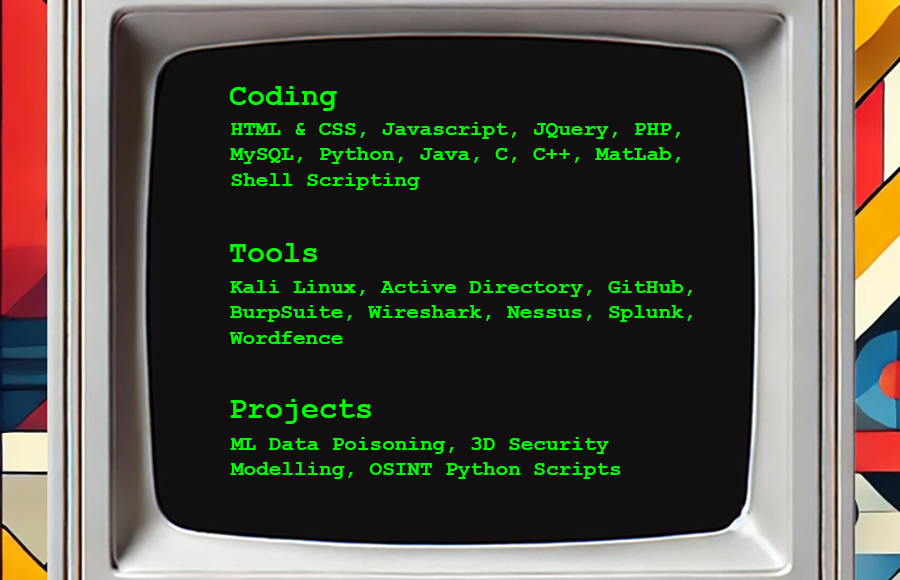 Coding
HTML & CSS, Javascript, JQuery, PHP,
MySQL, Python, Java, C, C++, MatLab,
Shell Scripting
Tools
Kali Linux, Active Directory, GitHub,
BurpSuite, Wireshark, Nessus, Splunk,
Wordfence
Projects
ML Data Poisoning, 3D Security
Modelling, OSINT Python Scripts